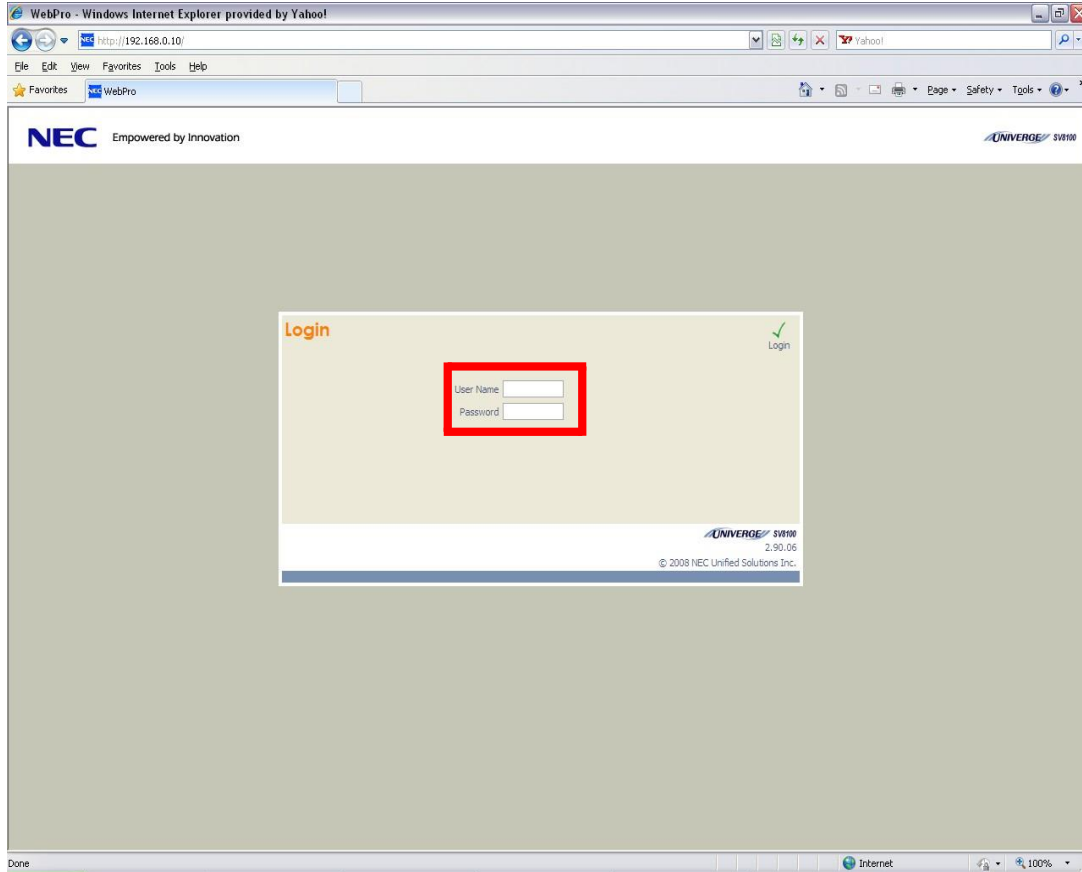 WebPro - Windows Internet Explorer provided by Yahoo!
NEC http://192.168.0.10/
Yahoo!
File Edit View Favorites Tools Help
Favorites NEC WebPro
Page Safety Tools
NEC Empowered by Innovation
UNIVERGE SV8100
Login
Login
User Name
Password
UNIVERGE SV8100
2.90.06
© 2008 NEC Unified Solutions Inc.
Done
Internet
100%